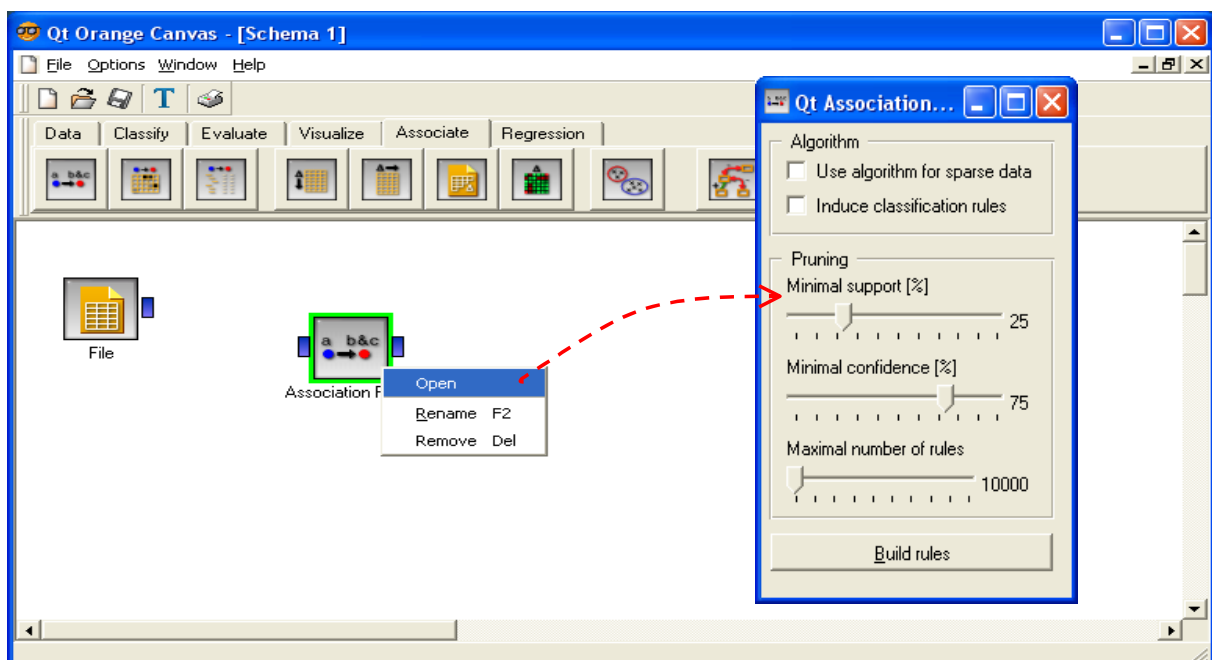 Qt Orange Canvas - [Schema 1]
File Options Window Help
T
Data Classify Evaluate Visualize Associate Regression
a b&c
File
a b&c
Association
Open
Rename F2
Remove Del
Qt Association...
Algorithm
Use algorithm for sparse data
Induce classification rules
Pruning
Minimal support [%]
25
Minimal confidence [%]
75
Maximal number of rules
10000
Build rules